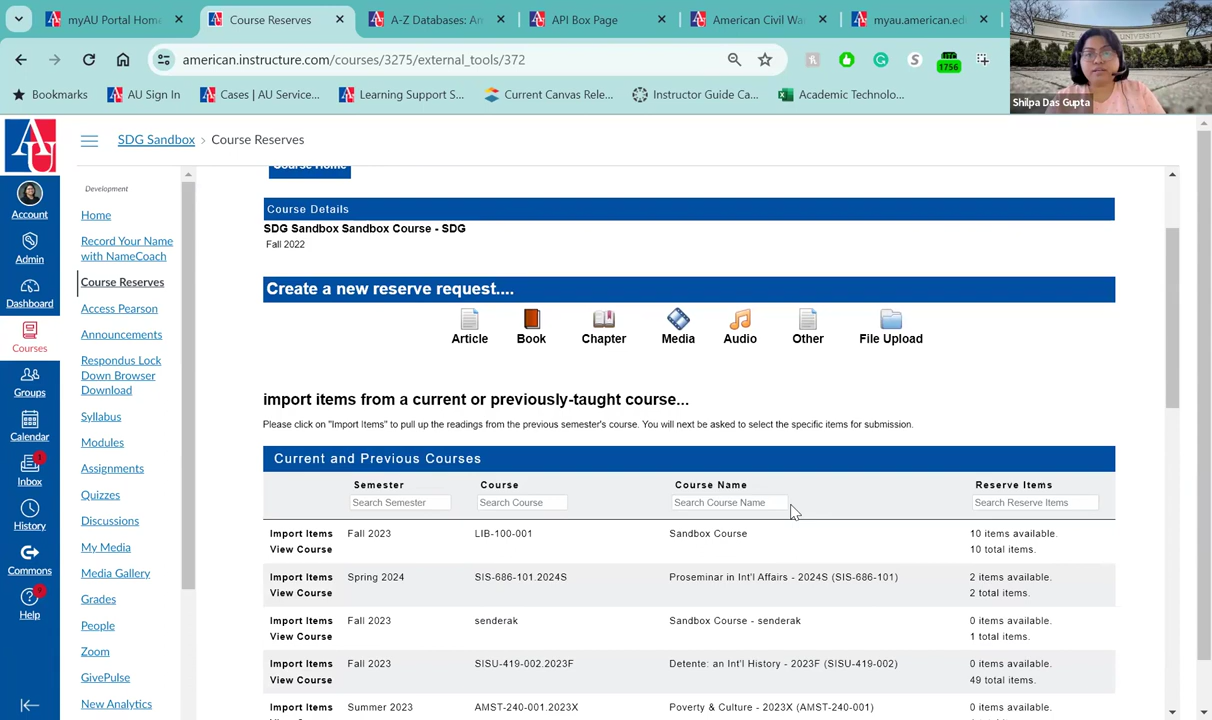 myAU Portal Home
Course Reserves
A-Z Databases: Am
API Box Page
American Civil Wa
myau.american.ed
american.instructure.com/courses/3275/external_tools/372
1756
Bookmarks
AU Sign In
Cases | AU Service...
Learning Support S...
Current Canvas Rele...
Instructor Guide Ca...
Academic Technolo...
Shilpa Das Gupta
SDG Sandbox > Course Reserves
Account
Admin
Dashboard
Courses
Groups
Calendar
Inbox
History
Commons
Help
Development
Home
Record Your Name
with NameCoach
Course Reserves
Access Pearson
Announcements
Respondus Lock
Down Browser
Download
Syllabus
Modules
Assignments
Quizzes
Discussions
My Media
Media Gallery
Grades
People
Zoom
GivePulse
New Analytics
Course Home
Course Details
SDG Sandbox Sandbox Course - SDG
Fall 2022
Create a new reserve request....
Article
Book
Chapter
Media
Audio
Other
File Upload
import items from a current or previously-taught course...
Please click on "Import Items" to pull up the readings from the previous semester's course. You will next be asked to select the specific items for submission.
Current and Previous Courses
Semester Course Course Name Reserve Items
Search Semester Search Course Search Course Name Search Reserve Items
Import Items Fall 2023 LIB-100-001 Sandbox Course 10 items available.
View Course 10 total items.
Import Items Spring 2024 SIS-686-101.2024S Proseminar in Int'l Affairs - 2024S (SIS-686-101) 2 items available.
View Course 2 total items.
Import Items Fall 2023 senderak Sandbox Course - senderak 0 items available.
View Course 1 total items.
Import Items Fall 2023 SISU-419-002.2023F Detente: an Int'l History - 2023F (SISU-419-002) 0 items available.
View Course 49 total items.
Import Items Summer 2023 AMST-240-001.2023X Poverty & Culture - 2023X (AMST-240-001) 0 items available.